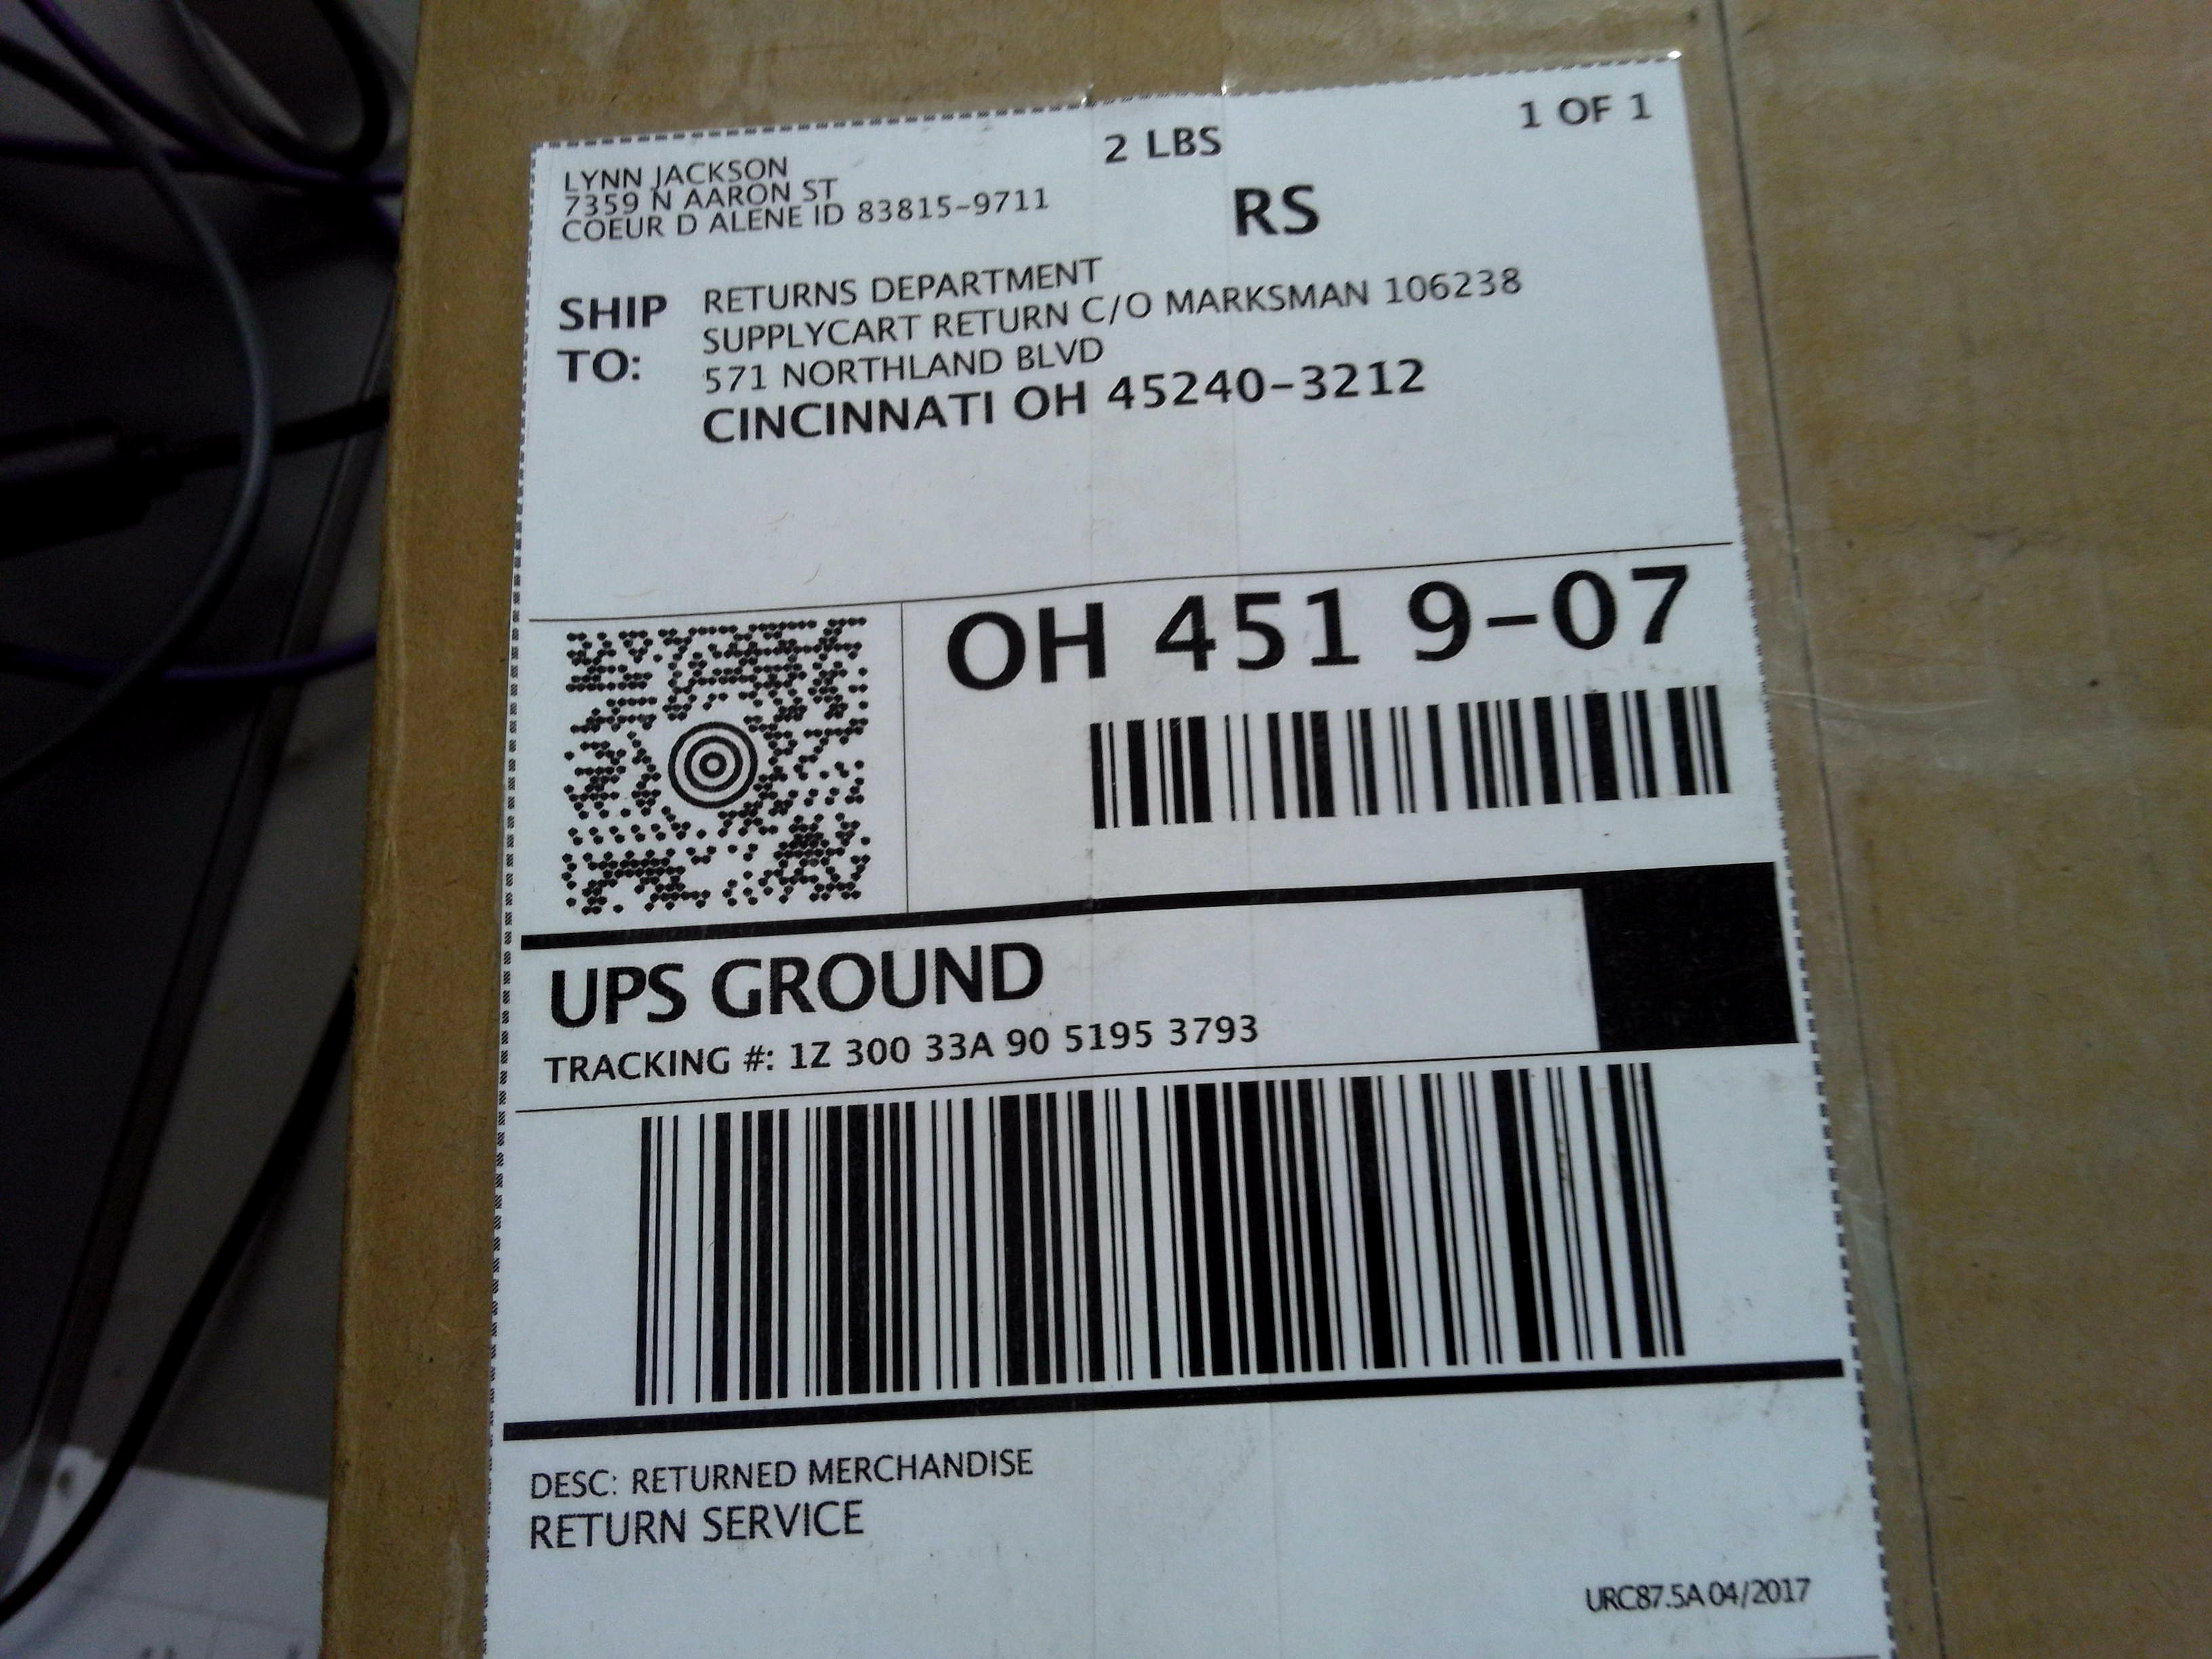 LYNN JACKSON
7359 N AARON ST
COEUR D ALENE ID 83815-9711
2 LBS
1 OF 1
RS
SHIP TO:
RETURNS DEPARTMENT
SUPPLYCART RETURN C/O MARKSMAN 106238
571 NORTHLAND BLVD
CINCINNATI OH 45240-3212
OH 451 9-07
UPS GROUND
TRACKING #: 1Z 300 33A 90 5195 3793
DESC: RETURNED MERCHANDISE
RETURN SERVICE
URC87.5A 04/2017